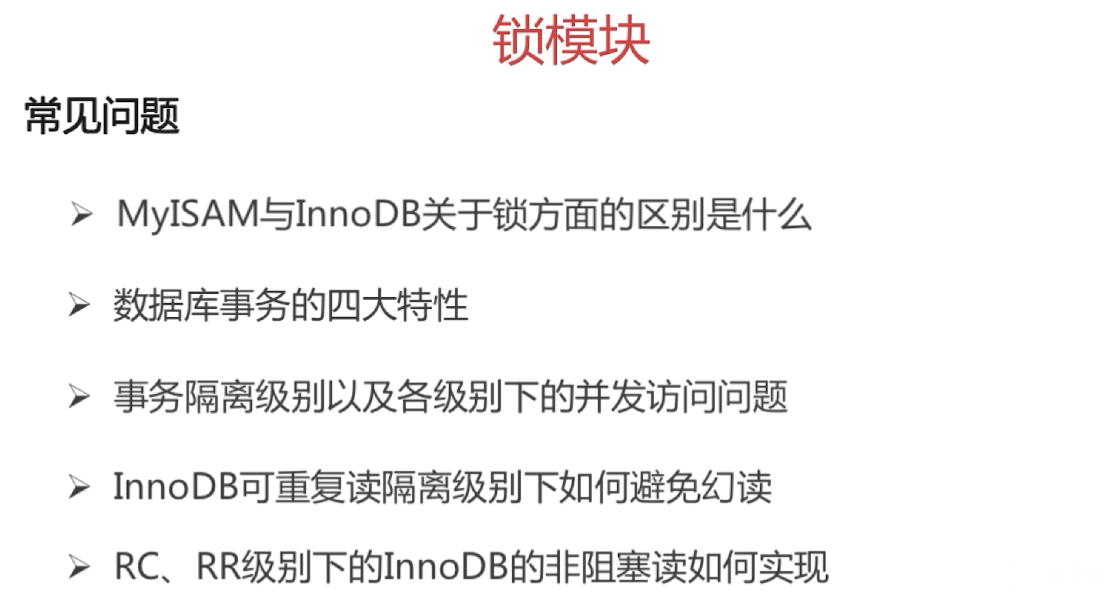 锁模块
常见问题
➢ MyISAM与InnoDB关于锁方面的区别是什么
➢ 数据库事务的四大特性
➢ 事务隔离级别以及各级别下的并发访问问题
➢ InnoDB可重复读隔离级别下如何避免幻读
➢ RC、RR级别下的InnoDB的非阻塞读如何实现